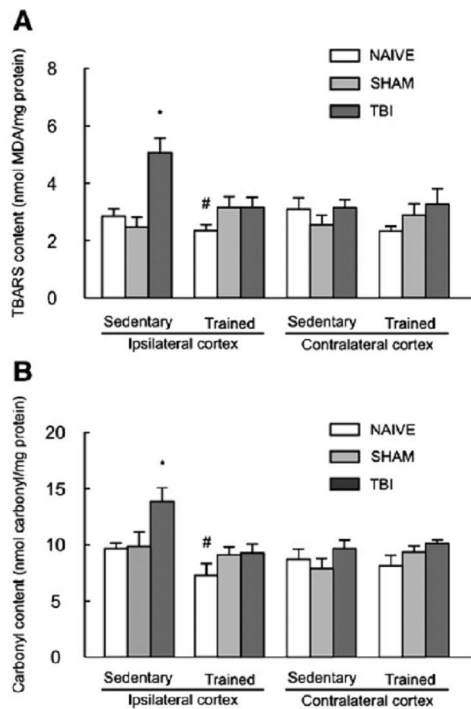 A
TBARS content (nmol MDA/mg protein)
8
6
4
2
0
NAIVE
SHAM
TBI
*
#
Sedentary Trained Sedentary Trained
Ipsilateral cortex Contralateral cortex
B
Carbonyl content (nmol carbonyl/mg protein)
20
15
10
5
0
NAIVE
SHAM
TBI
*
#
Sedentary Trained Sedentary Trained
Ipsilateral cortex Contralateral cortex